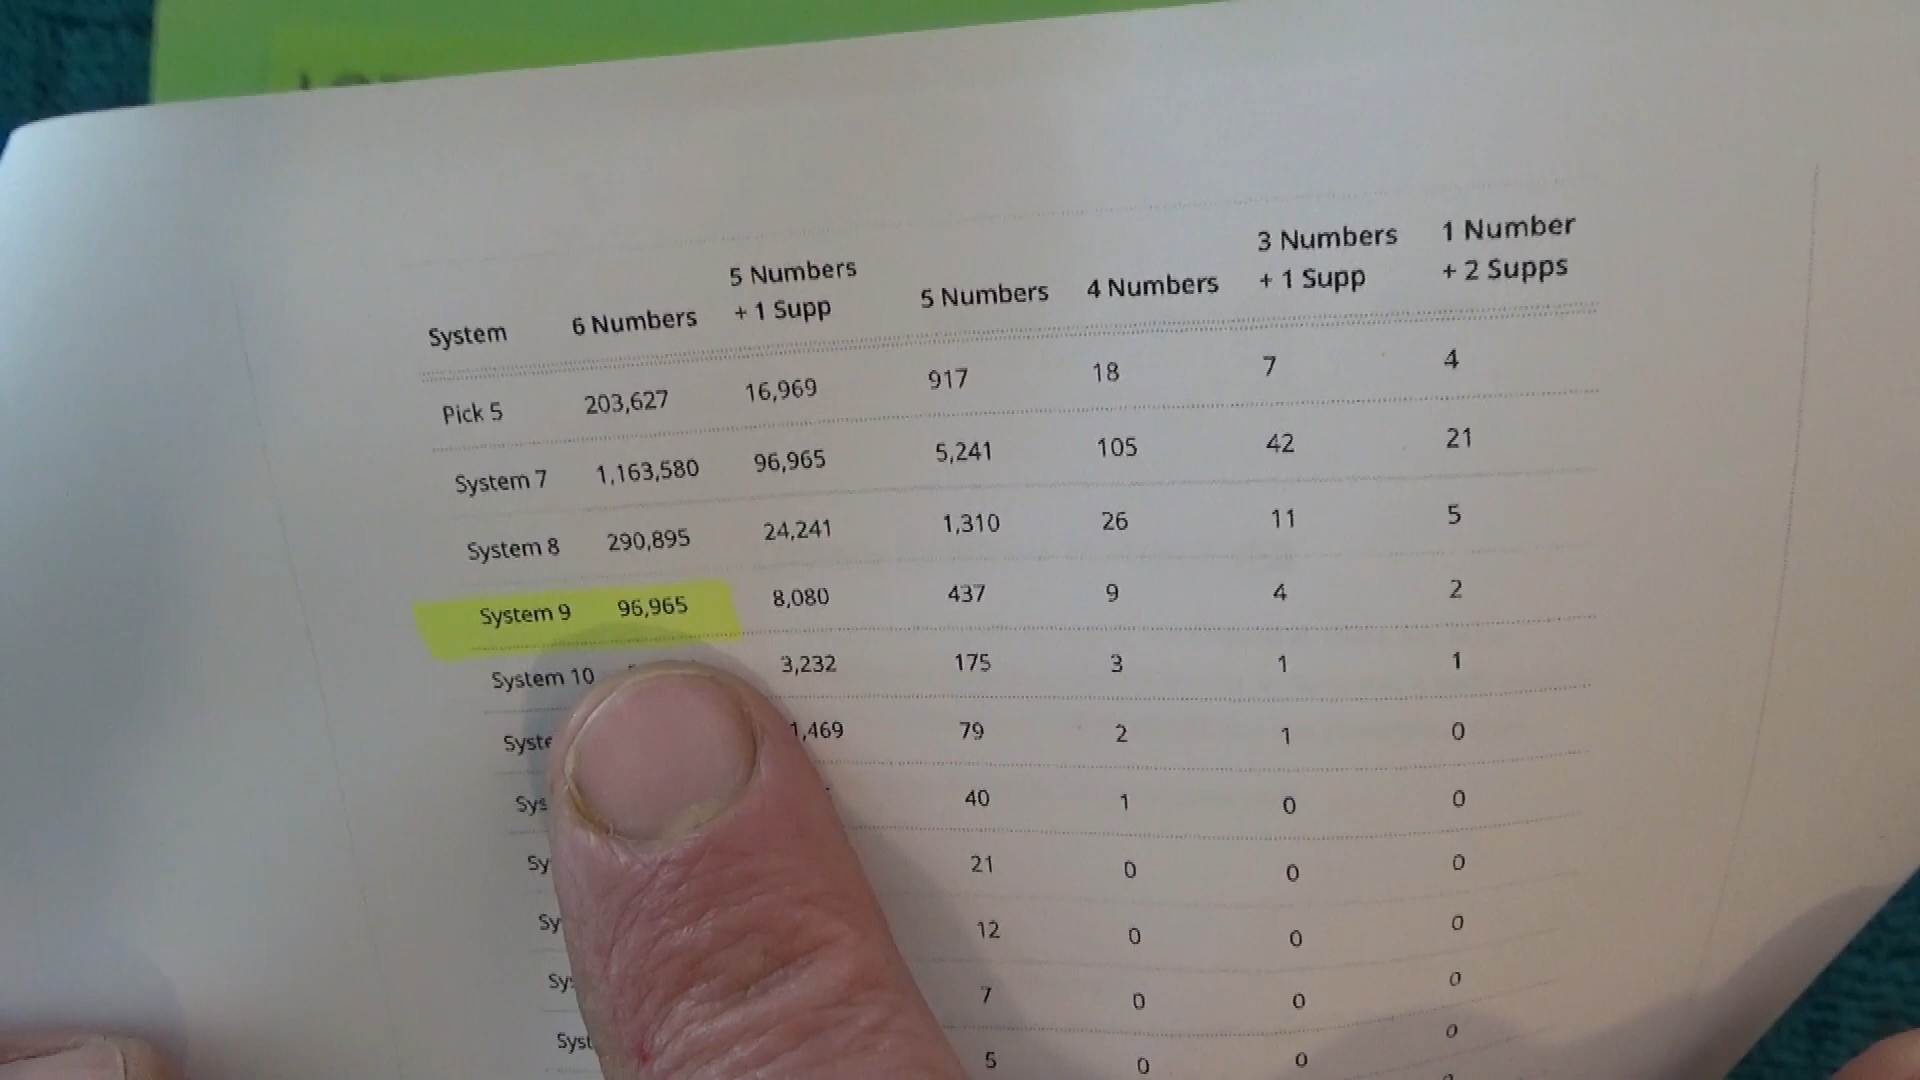 System 6 Numbers 5 Numbers + 1 Supp 5 Numbers 4 Numbers 3 Numbers + 1 Supp 1 Number + 2 Supps
Pick 5 203,627 16,969 917 18 7 4
System 7 1,163,580 96,965 5,241 105 42 21
System 8 290,895 24,241 1,310 26 11 5
System 9 96,965 8,080 437 9 4 2
System 10 3,232 175 3 1 1
1,469 79 2 1 0
40 1 0 0
21 0 0 0
12 0 0 0
7 0 0 0
5 0 0 0